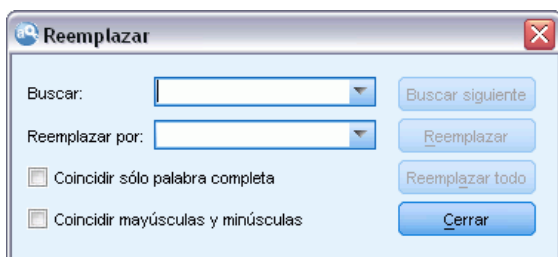 Reemplazar
Buscar: Buscar siguiente
Reemplazar por: Reemplazar
Coincidir sólo palabra completa Reemplazar todo
Coincidir mayúsculas y minúsculas Cerrar